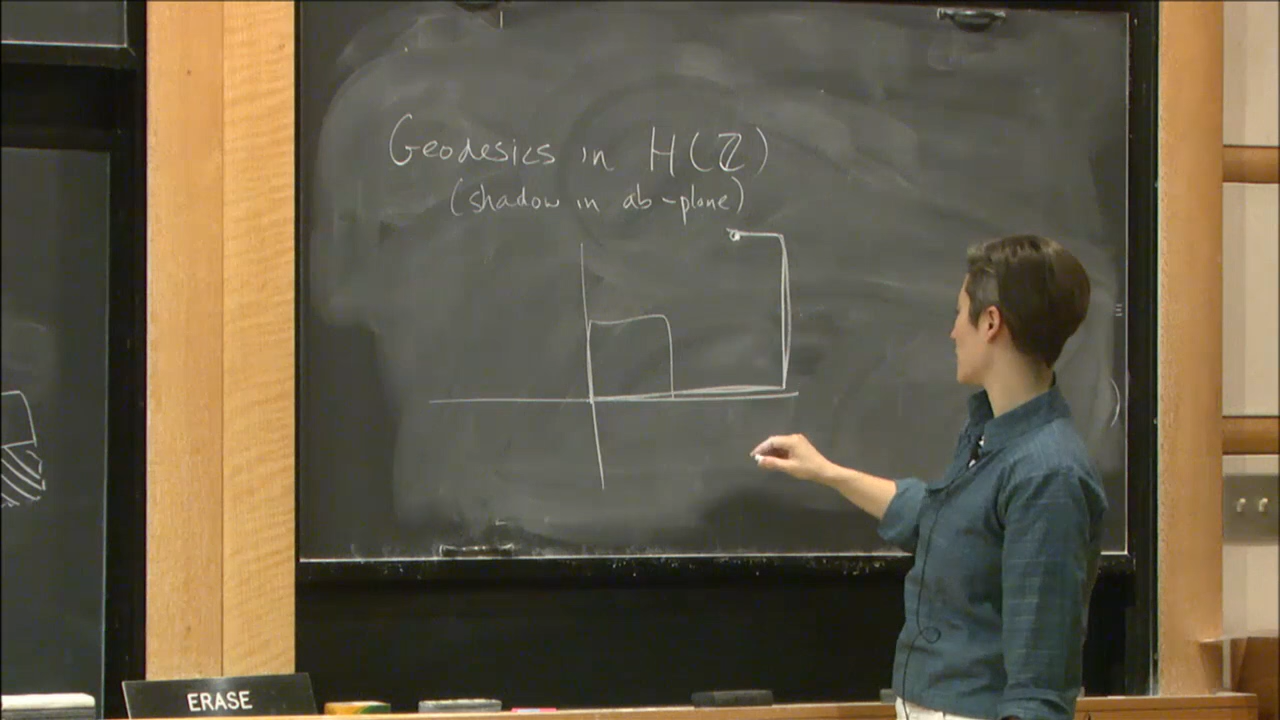 Geodesics in H(ℤ)
(shadow in ab-plane)
ERASE